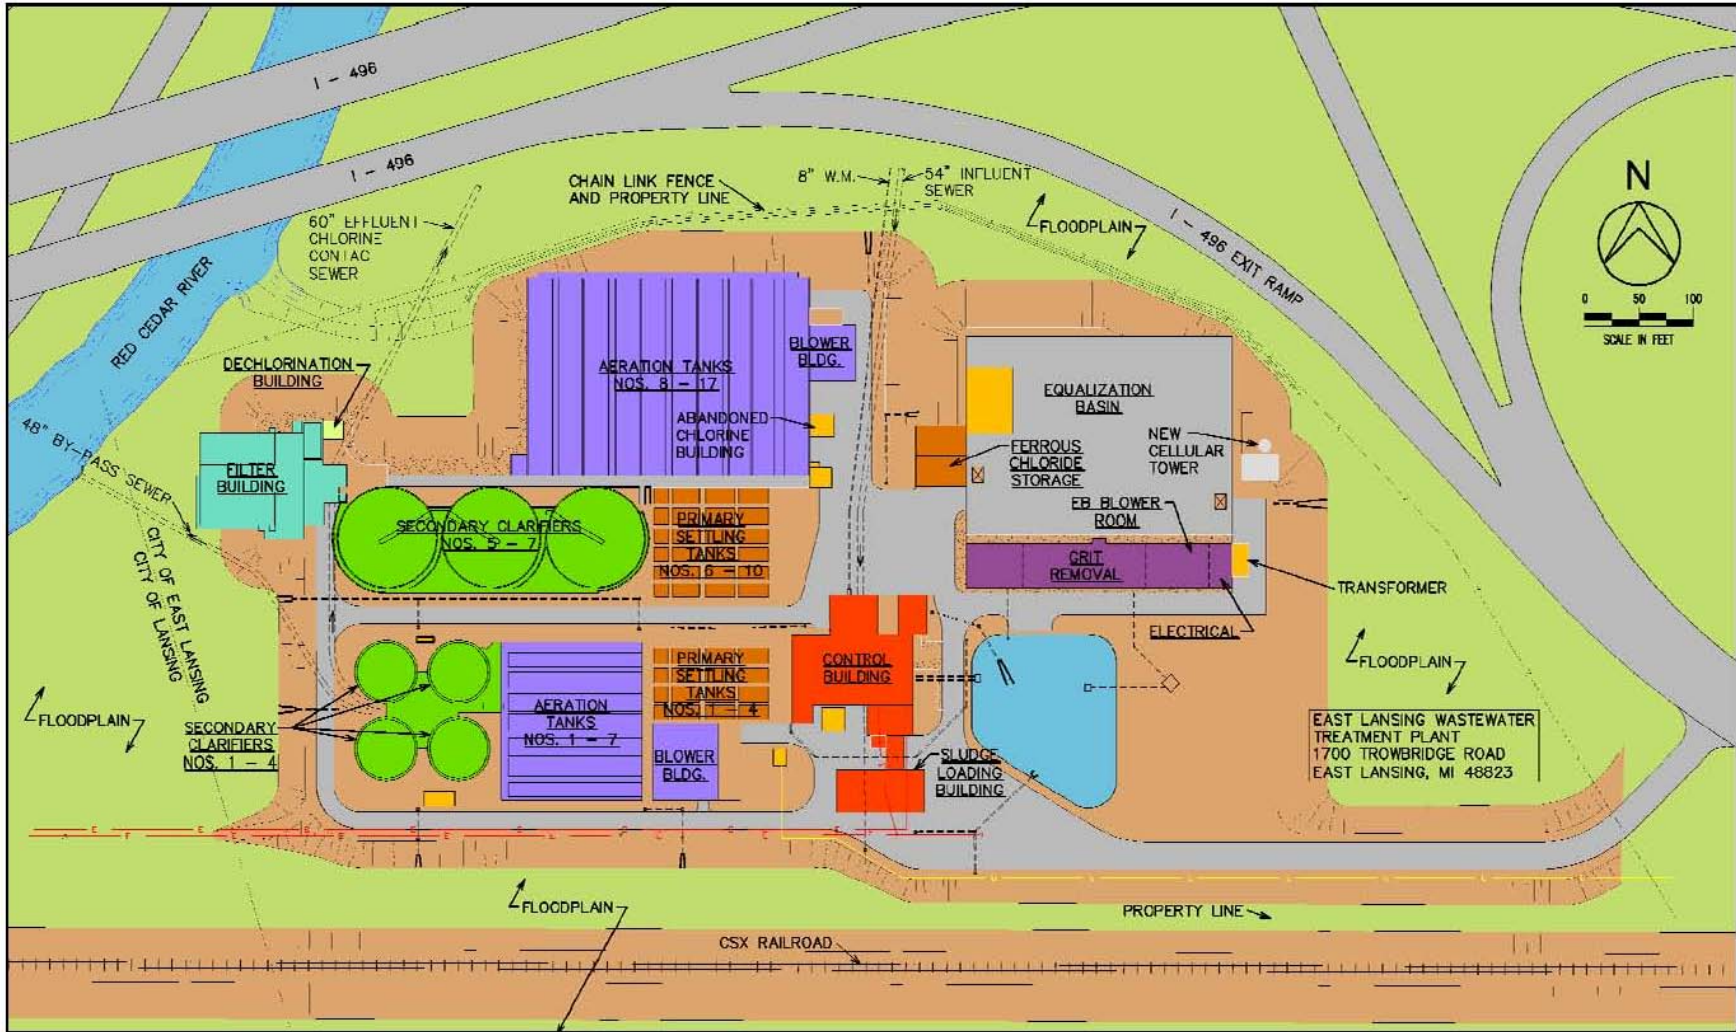 I - 496
I - 496
8" W.M.
54" INFLUENT
SEWER
CHAIN LINK FENCE
AND PROPERTY LINE
N
60" EFFLUENT
CHLORINE
CONTAC
SEWER
FLOODPLAIN
I - 496 EXIT RAMP
RED CEDAR RIVER
0 50 100
SCALE IN FEET
DECHLORINATION
BUILDING
AERATION TANKS
NOS. 8 - 17
BLOWER
BLDG.
EQUALIZATION
BASIN
ABANDONED
CHLORINE
BUILDING
48" BY-PASS SEWER
FILTER
BUILDING
FERROUS
CHLORIDE
STORAGE
NEW
CELLULAR
TOWER
EB BLOWER
ROOM
SECONDARY CLARIFIERS
NOS. 5 - 7
PRIMARY
SETTLING
TANKS
NOS. 6 - 10
GRIT
REMOVAL
TRANSFORMER
CITY OF EAST LANSING
CITY OF LANSING
ELECTRICAL
PRIMARY
SETTLING
TANKS
NOS. 1 - 4
CONTROL
BUILDING
FLOODPLAIN
FLOODPLAIN
SECONDARY
CLARIFIERS
NOS. 1 - 4
AERATION
TANKS
NOS. 1 - 7
BLOWER
BLDG.
SLUDGE
LOADING
BUILDING
EAST LANSING WASTEWATER
TREATMENT PLANT
1700 TROWBRIDGE ROAD
EAST LANSING, MI 48823
FLOODPLAIN
PROPERTY LINE
CSX RAILROAD